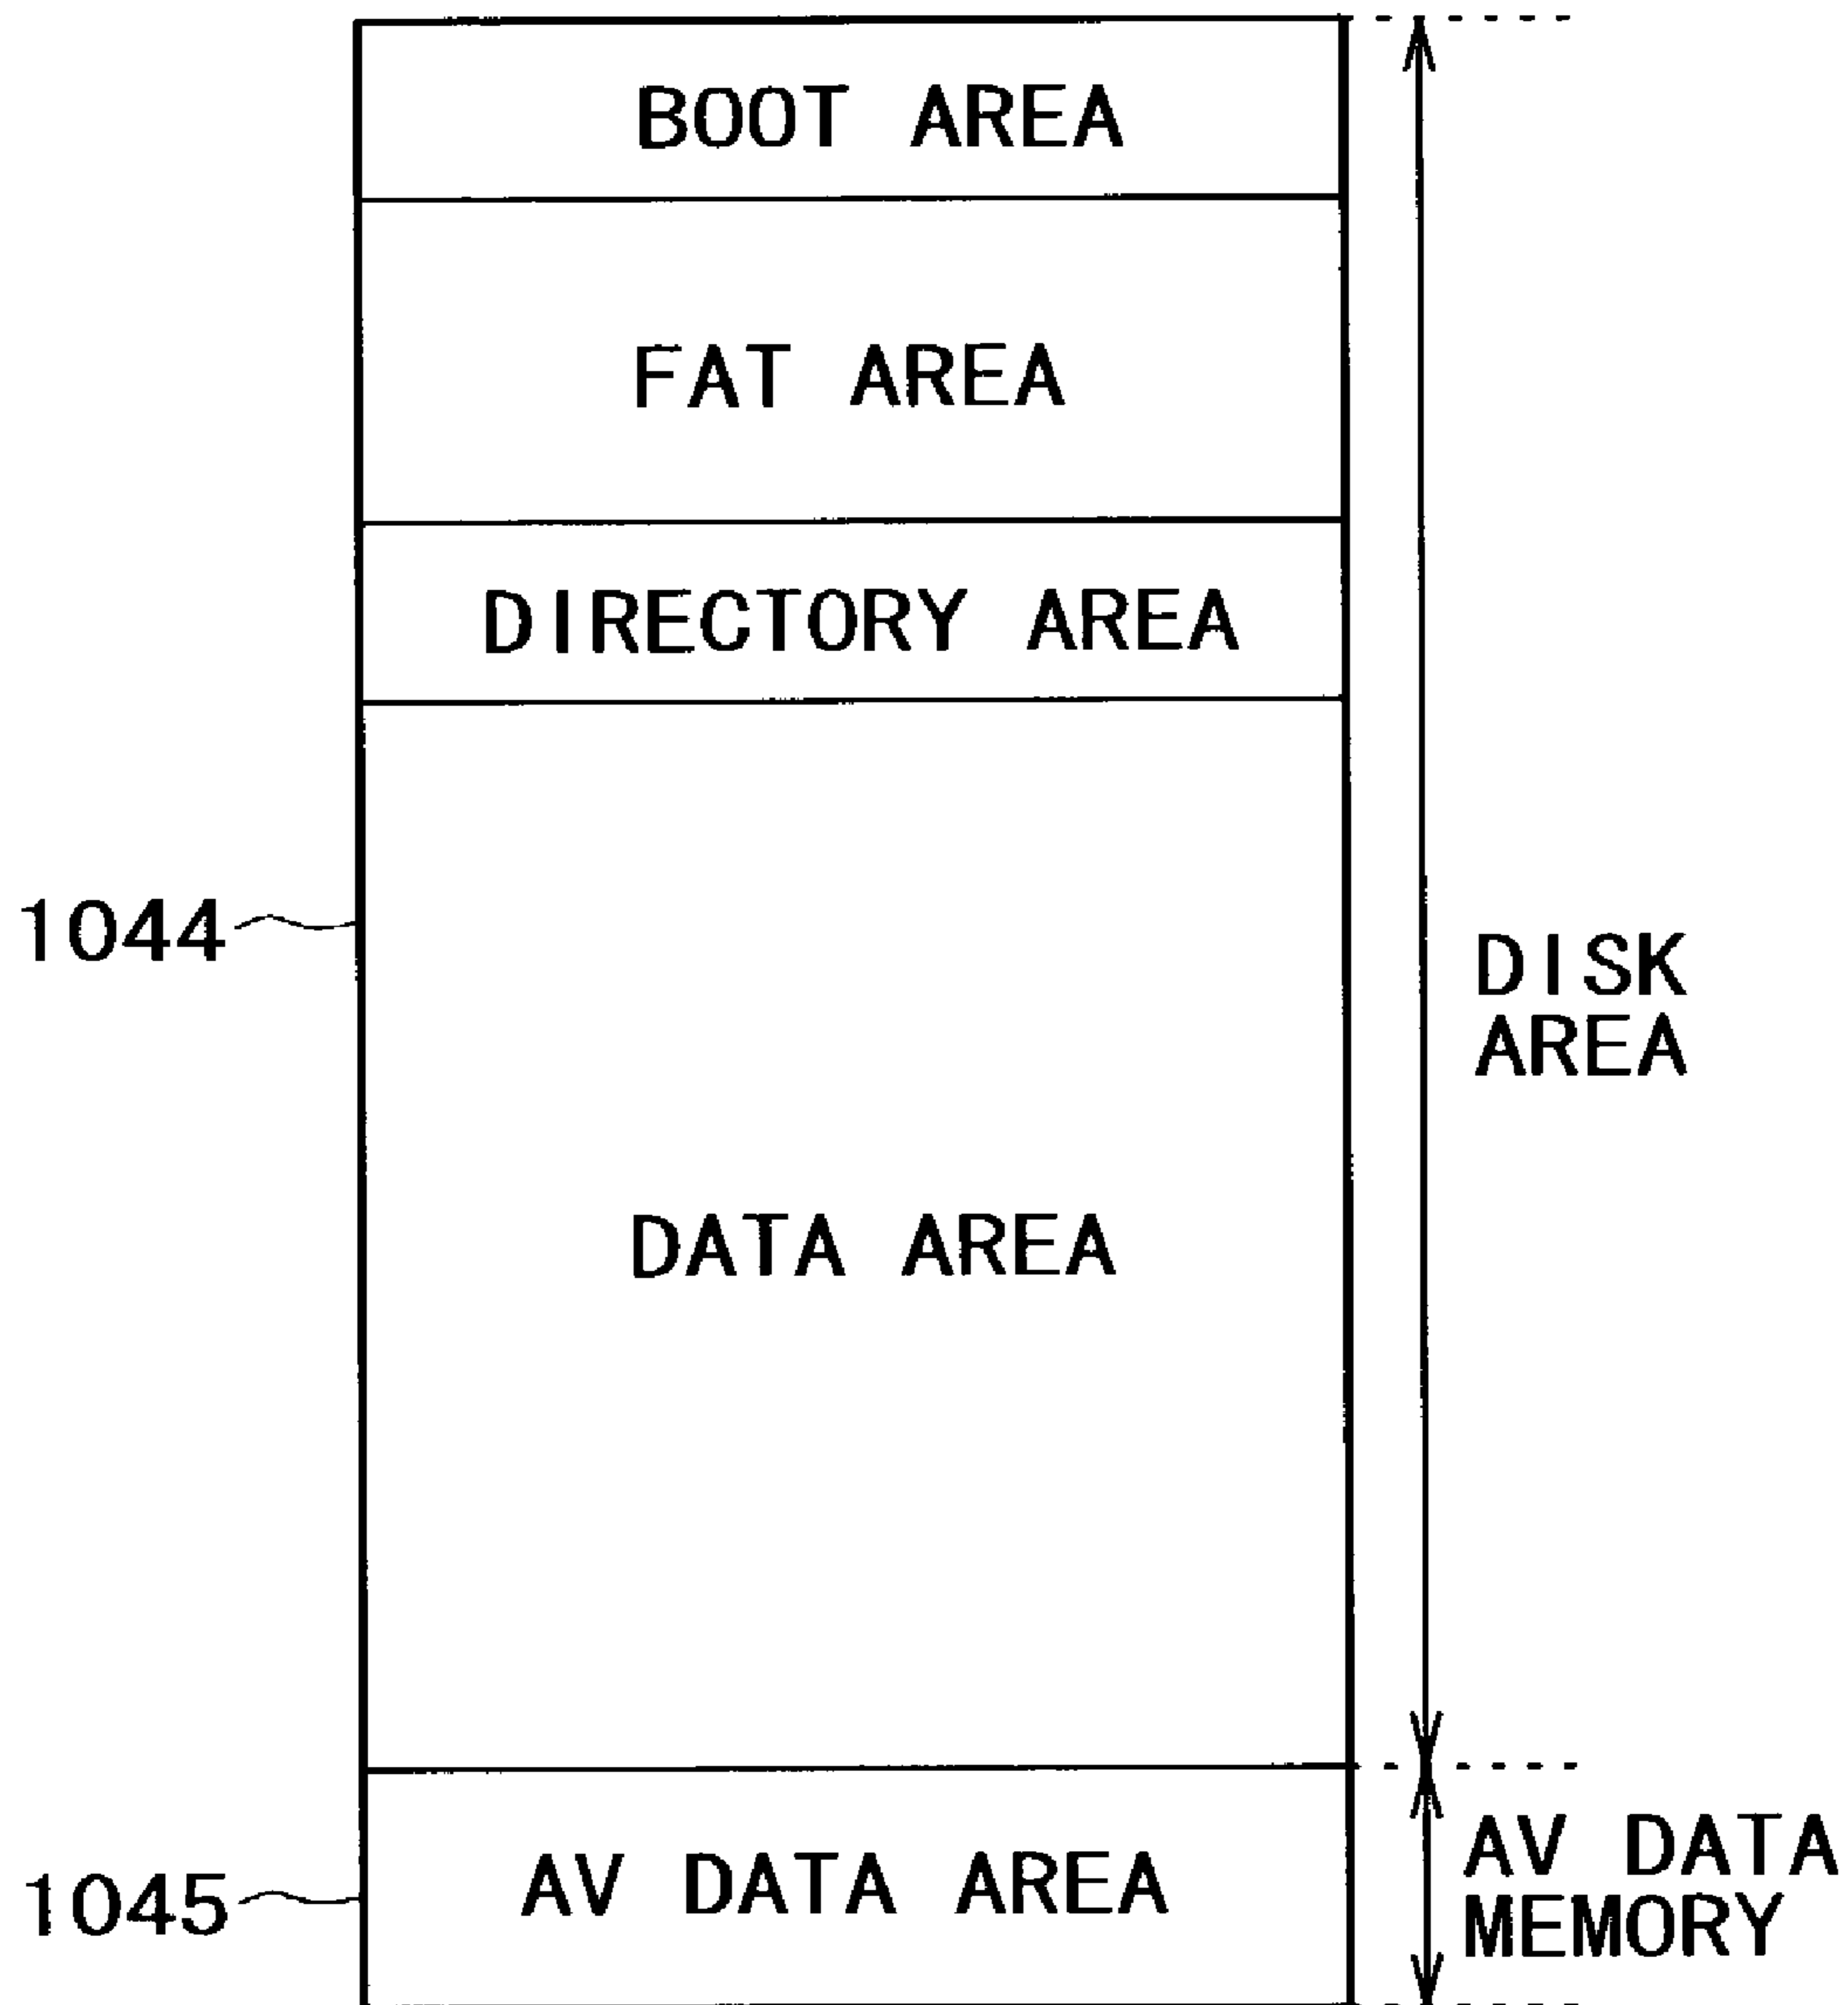 BOOT AREA
FAT AREA
DIRECTORY AREA
1044
DISK
AREA
DATA AREA
AV DATA AREA
1045
AV DATA
MEMORY